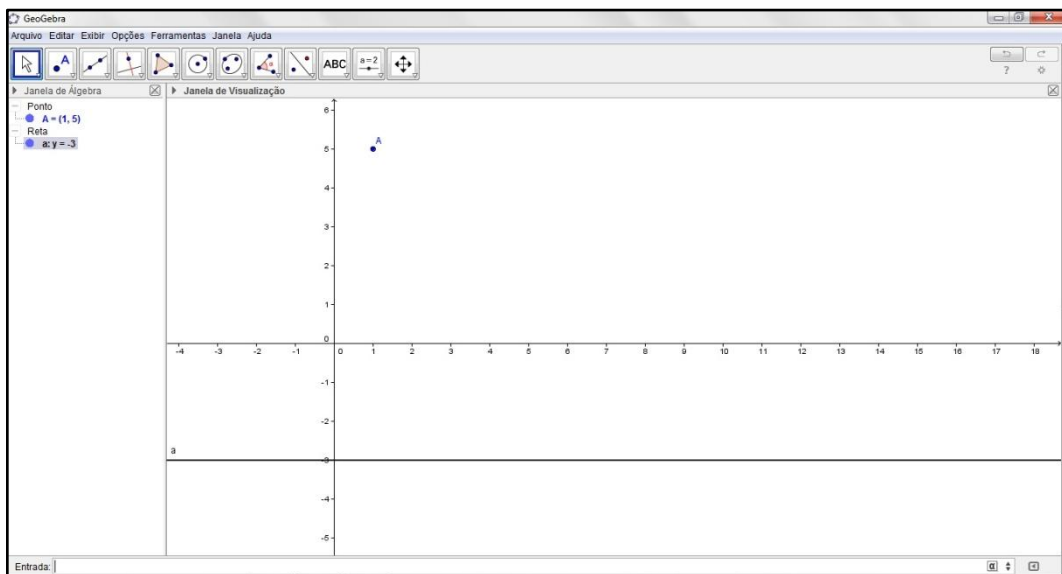 GeoGebra
Arquivo Editar Exibir Opções Ferramentas Janela Ajuda
A ABC a=2 ?
Janela de Álgebra
Janela de Visualização
Ponto
A = (1, 5)
Reta
a: y = -3
6
5
A
4
3
2
1
0
-4 -3 -2 -1 0 1 2 3 4 5 6 7 8 9 10 11 12 13 14 15 16 17 18
-1
-2
a
-3
-4
-5
Entrada:
α